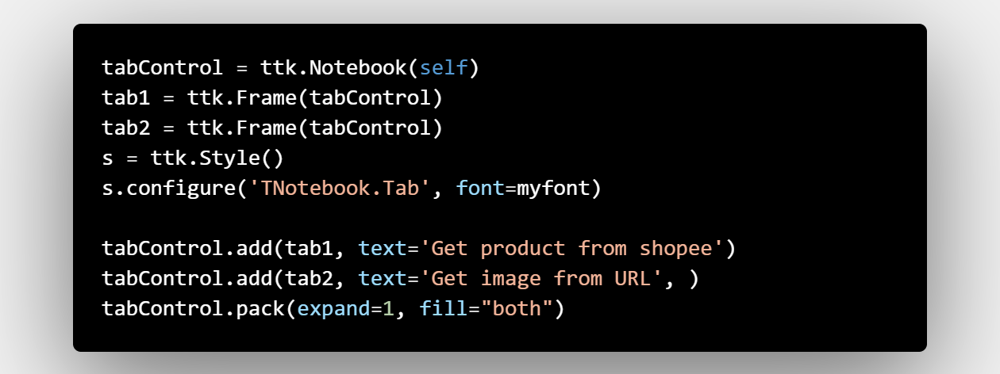 tabControl = ttk.Notebook(self)
tab1 = ttk.Frame(tabControl)
tab2 = ttk.Frame(tabControl)
s = ttk.Style()
s.configure('TNotebook.Tab', font=myfont)
tabControl.add(tab1, text='Get product from shopee')
tabControl.add(tab2, text='Get image from URL', )
tabControl.pack(expand=1, fill="both")